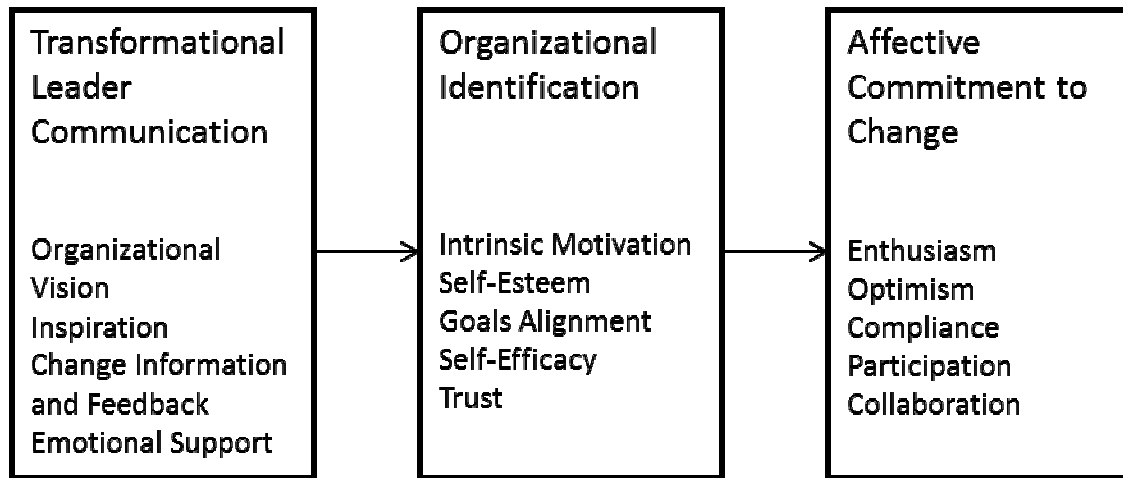 Transformational
Leader
Communication
Organizational
Vision
Inspiration
Change Information
and Feedback
Emotional Support
Organizational
Identification
Intrinsic Motivation
Self-Esteem
Goals Alignment
Self-Efficacy
Trust
Affective
Commitment to
Change
Enthusiasm
Optimism
Compliance
Participation
Collaboration